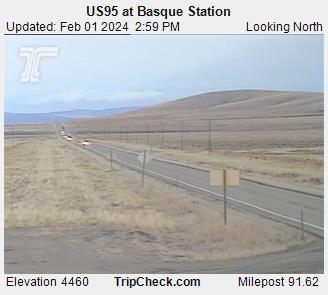 US95 at Basque Station
Updated: Feb 01 2024 2:59 PM Looking North
Elevation 4460 TripCheck.com Milepost 91.62